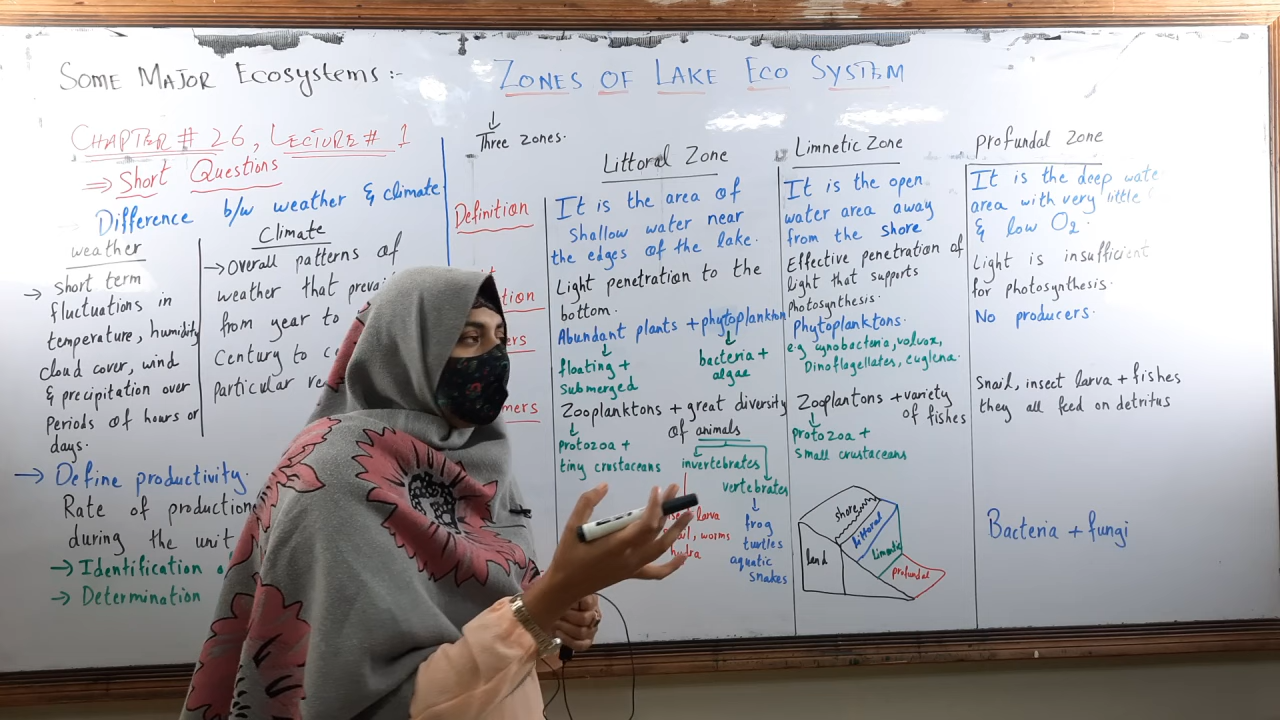 SOME MAJOR ECOSYSTEMS :-
CHAPTER # 26, LECTURE # 1
⇒ Short Questions
Difference b/w weather & climate
weather
→ short term
fluctuations in
temperature, humidity
cloud cover, wind
& precipitation over
Periods of hours or
days.
Climate
→ Overall patterns of
weather that
from year to
Century to
particular
→ Define productivity.
Rate of production
during the unit
→ Identification
→ Determination
ZONES OF LAKE ECO SYSTEM
↓
Three zones.
Definition
Littoral Zone
It is the area of
Shallow water near
the edges of the lake.
Light penetration to the
bottom.
Abundant plants + phytoplankton
floating +
Submerged
bacteria +
algae
Zooplanktons + great diversity
of animals
protozoa +
tiny crustaceans
invertebrates
vertebrates
larva
worms
hydra
frog
turtles
aquatic
snakes
Limnetic Zone
It is the open
water area away
from the shore
Effective penetration of
light that supports
photosynthesis.
Phytoplanktons.
e.g cynobacteria, volvox,
Dinoflagellates, euglena.
Zooplantons + variety
of fishes
protozoa +
small crustaceans
shore
littoral
limnetic
profundal
land
profundal Zone
It is the deep
area with very little
& low O2.
Light is insufficient
for photosynthesis.
No producers.
Snail, insect larva + fishes
they all feed on detritus
Bacteria + fungi